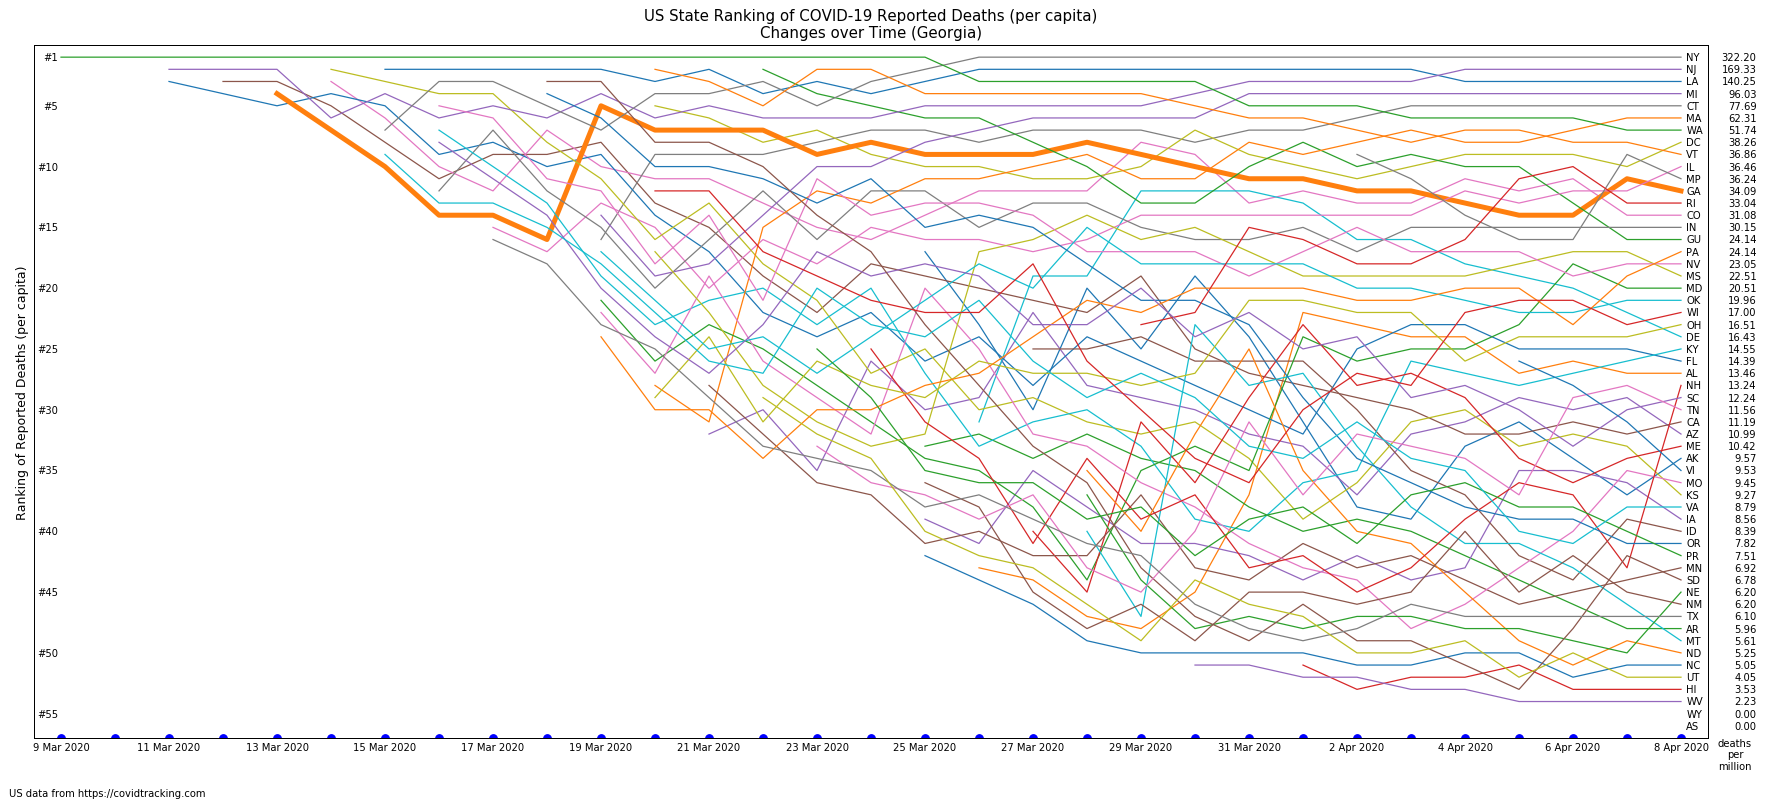 US State Ranking of COVID-19 Reported Deaths (per capita)
Changes over Time (Georgia)
Ranking of Reported Deaths (per capita)
#1
#5
#10
#15
#20
#25
#30
#35
#40
#45
#50
#55
NY 322.20
NJ 169.33
LA 140.25
MI 96.03
CT 77.69
MA 62.31
WA 51.74
DC 38.26
VT 36.86
IL 36.46
MP 36.24
GA 34.09
RI 33.04
CO 31.08
IN 30.15
GU 24.14
PA 24.14
NV 23.05
MS 22.51
MD 20.51
OK 19.96
WI 17.00
OH 16.51
DE 16.43
KY 14.55
FL 14.39
AL 13.46
NH 13.24
SC 12.24
TN 11.56
CA 11.19
AZ 10.99
ME 10.42
AK 9.57
VI 9.53
MO 9.45
KS 9.27
VA 8.79
IA 8.56
ID 8.39
OR 7.82
PR 7.51
MN 6.92
SD 6.78
NE 6.20
NM 6.20
TX 6.10
AR 5.96
MT 5.61
ND 5.25
NC 5.05
UT 4.05
HI 3.53
WV 2.23
WY 0.00
AS 0.00
9 Mar 2020 11 Mar 2020 13 Mar 2020 15 Mar 2020 17 Mar 2020 19 Mar 2020 21 Mar 2020 23 Mar 2020 25 Mar 2020 27 Mar 2020 29 Mar 2020 31 Mar 2020 2 Apr 2020 4 Apr 2020 6 Apr 2020 8 Apr 2020
deaths
per
million
US data from https://covidtracking.com